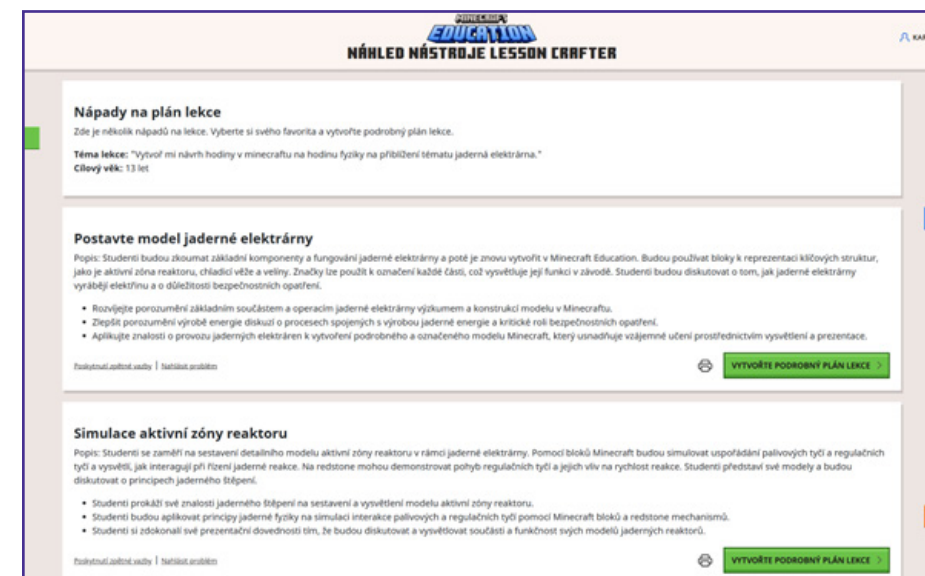 MINECRAFT
EDUCATION
NÁHLED NÁSTROJE LESSON CRAFTER
Nápady na plán lekce
Zde je několik nápadů na lekce. Vyberte si svého favorita a vytvořte podrobný plán lekce.
Téma lekce: "Vytvoř mi návrh hodiny v minecraftu na hodinu fyziky na přiblížení tématu jaderná elektrárna."
Cílový věk: 13 let
Postavte model jaderné elektrárny
Popis: Studenti budou zkoumat základní komponenty a fungování jaderné elektrárny a poté je znovu vytvořit v Minecraft Education. Budou používat bloky k reprezentaci klíčových struktur,
jako je aktivní zóna reaktoru, chladicí věže a velíny. Značky lze použít k označení každé části, což vysvětluje její funkci v závodě. Studenti budou diskutovat o tom, jak jaderné elektrárny
vyrábějí elektřinu a o důležitosti bezpečnostních opatření.
• Rozvíjejte porozumění základním součástem a operacím jaderné elektrárny výzkumem a konstrukcí modelu v Minecraftu.
• Zlepšit porozumění výrobě energie diskuzí o procesech spojených s výrobou jaderné energie a kritické roli bezpečnostních opatření.
• Aplikujte znalosti o provozu jaderných elektráren k vytvoření podrobného a označeného modelu Minecraft, který usnadňuje vzájemné učení prostřednictvím vysvětlení a prezentace.
Poskytnutí zpětné vazby | Nahlásit problém
VYTVOŘTE PODROBNÝ PLÁN LEKCE
Simulace aktivní zóny reaktoru
Popis: Studenti se zaměří na sestavení detailního modelu aktivní zóny reaktoru v rámci jaderné elektrárny. Pomocí bloků Minecraft budou simulovat uspořádání palivových tyčí a regulačních
tyčí a vysvětlí, jak interagují při řízení jaderné reakce. Na redstone mohou demonstrovat pohyb regulačních tyčí a jejich vliv na rychlost reakce. Studenti představí své modely a budou
diskutovat o principech jaderného štěpení.
• Studenti prokáží své znalosti jaderného štěpení na sestavení a vysvětlení modelu aktivní zóny reaktoru.
• Studenti budou aplikovat principy jaderné fyziky na simulaci interakce palivových a regulačních tyčí pomocí Minecraft bloků a redstone mechanismů.
• Studenti si zdokonalí své prezentační dovednosti tím, že budou diskutovat a vysvětlovat součásti a funkčnost svých modelů jaderných reaktorů.
Poskytnutí zpětné vazby | Nahlásit problém
VYTVOŘTE PODROBNÝ PLÁN LEKCE